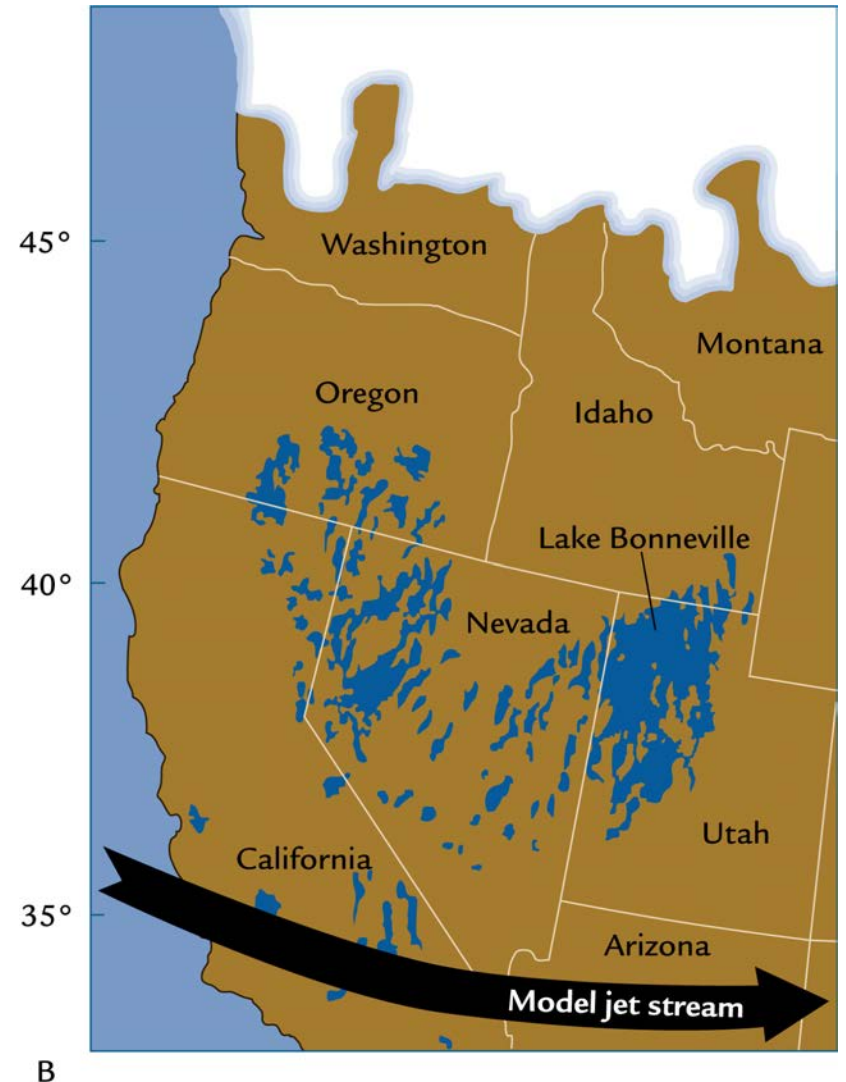 45°
Washington
Montana
Oregon
Idaho
Lake Bonneville
40°
Nevada
Utah
California
35°
Arizona
Model jet stream
B